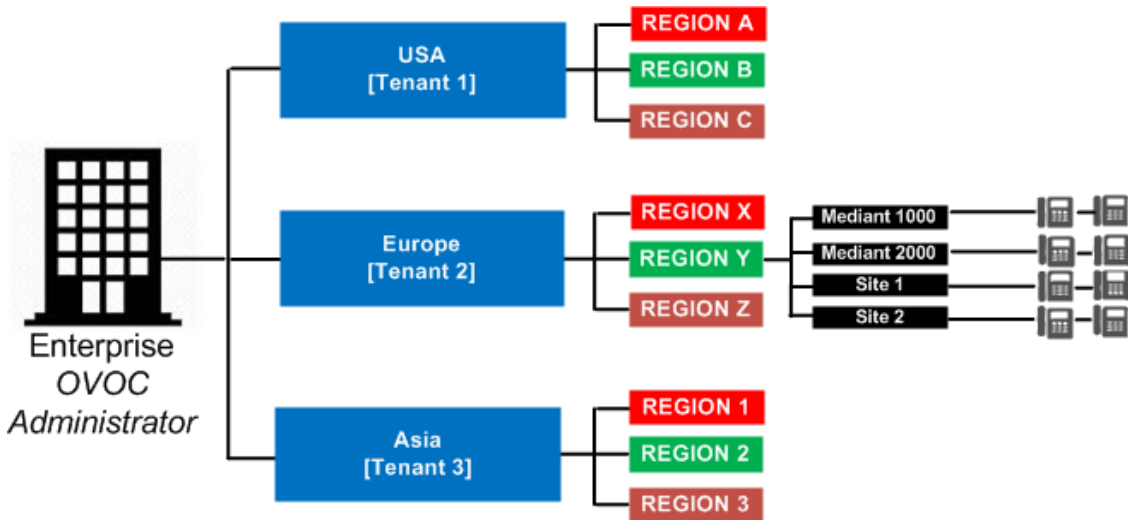 Enterprise
OVOC
Administrator
USA
[Tenant 1]
REGION A
REGION B
REGION C
Europe
[Tenant 2]
REGION X
REGION Y
REGION Z
Mediant 1000
Mediant 2000
Site 1
Site 2
Asia
[Tenant 3]
REGION 1
REGION 2
REGION 3